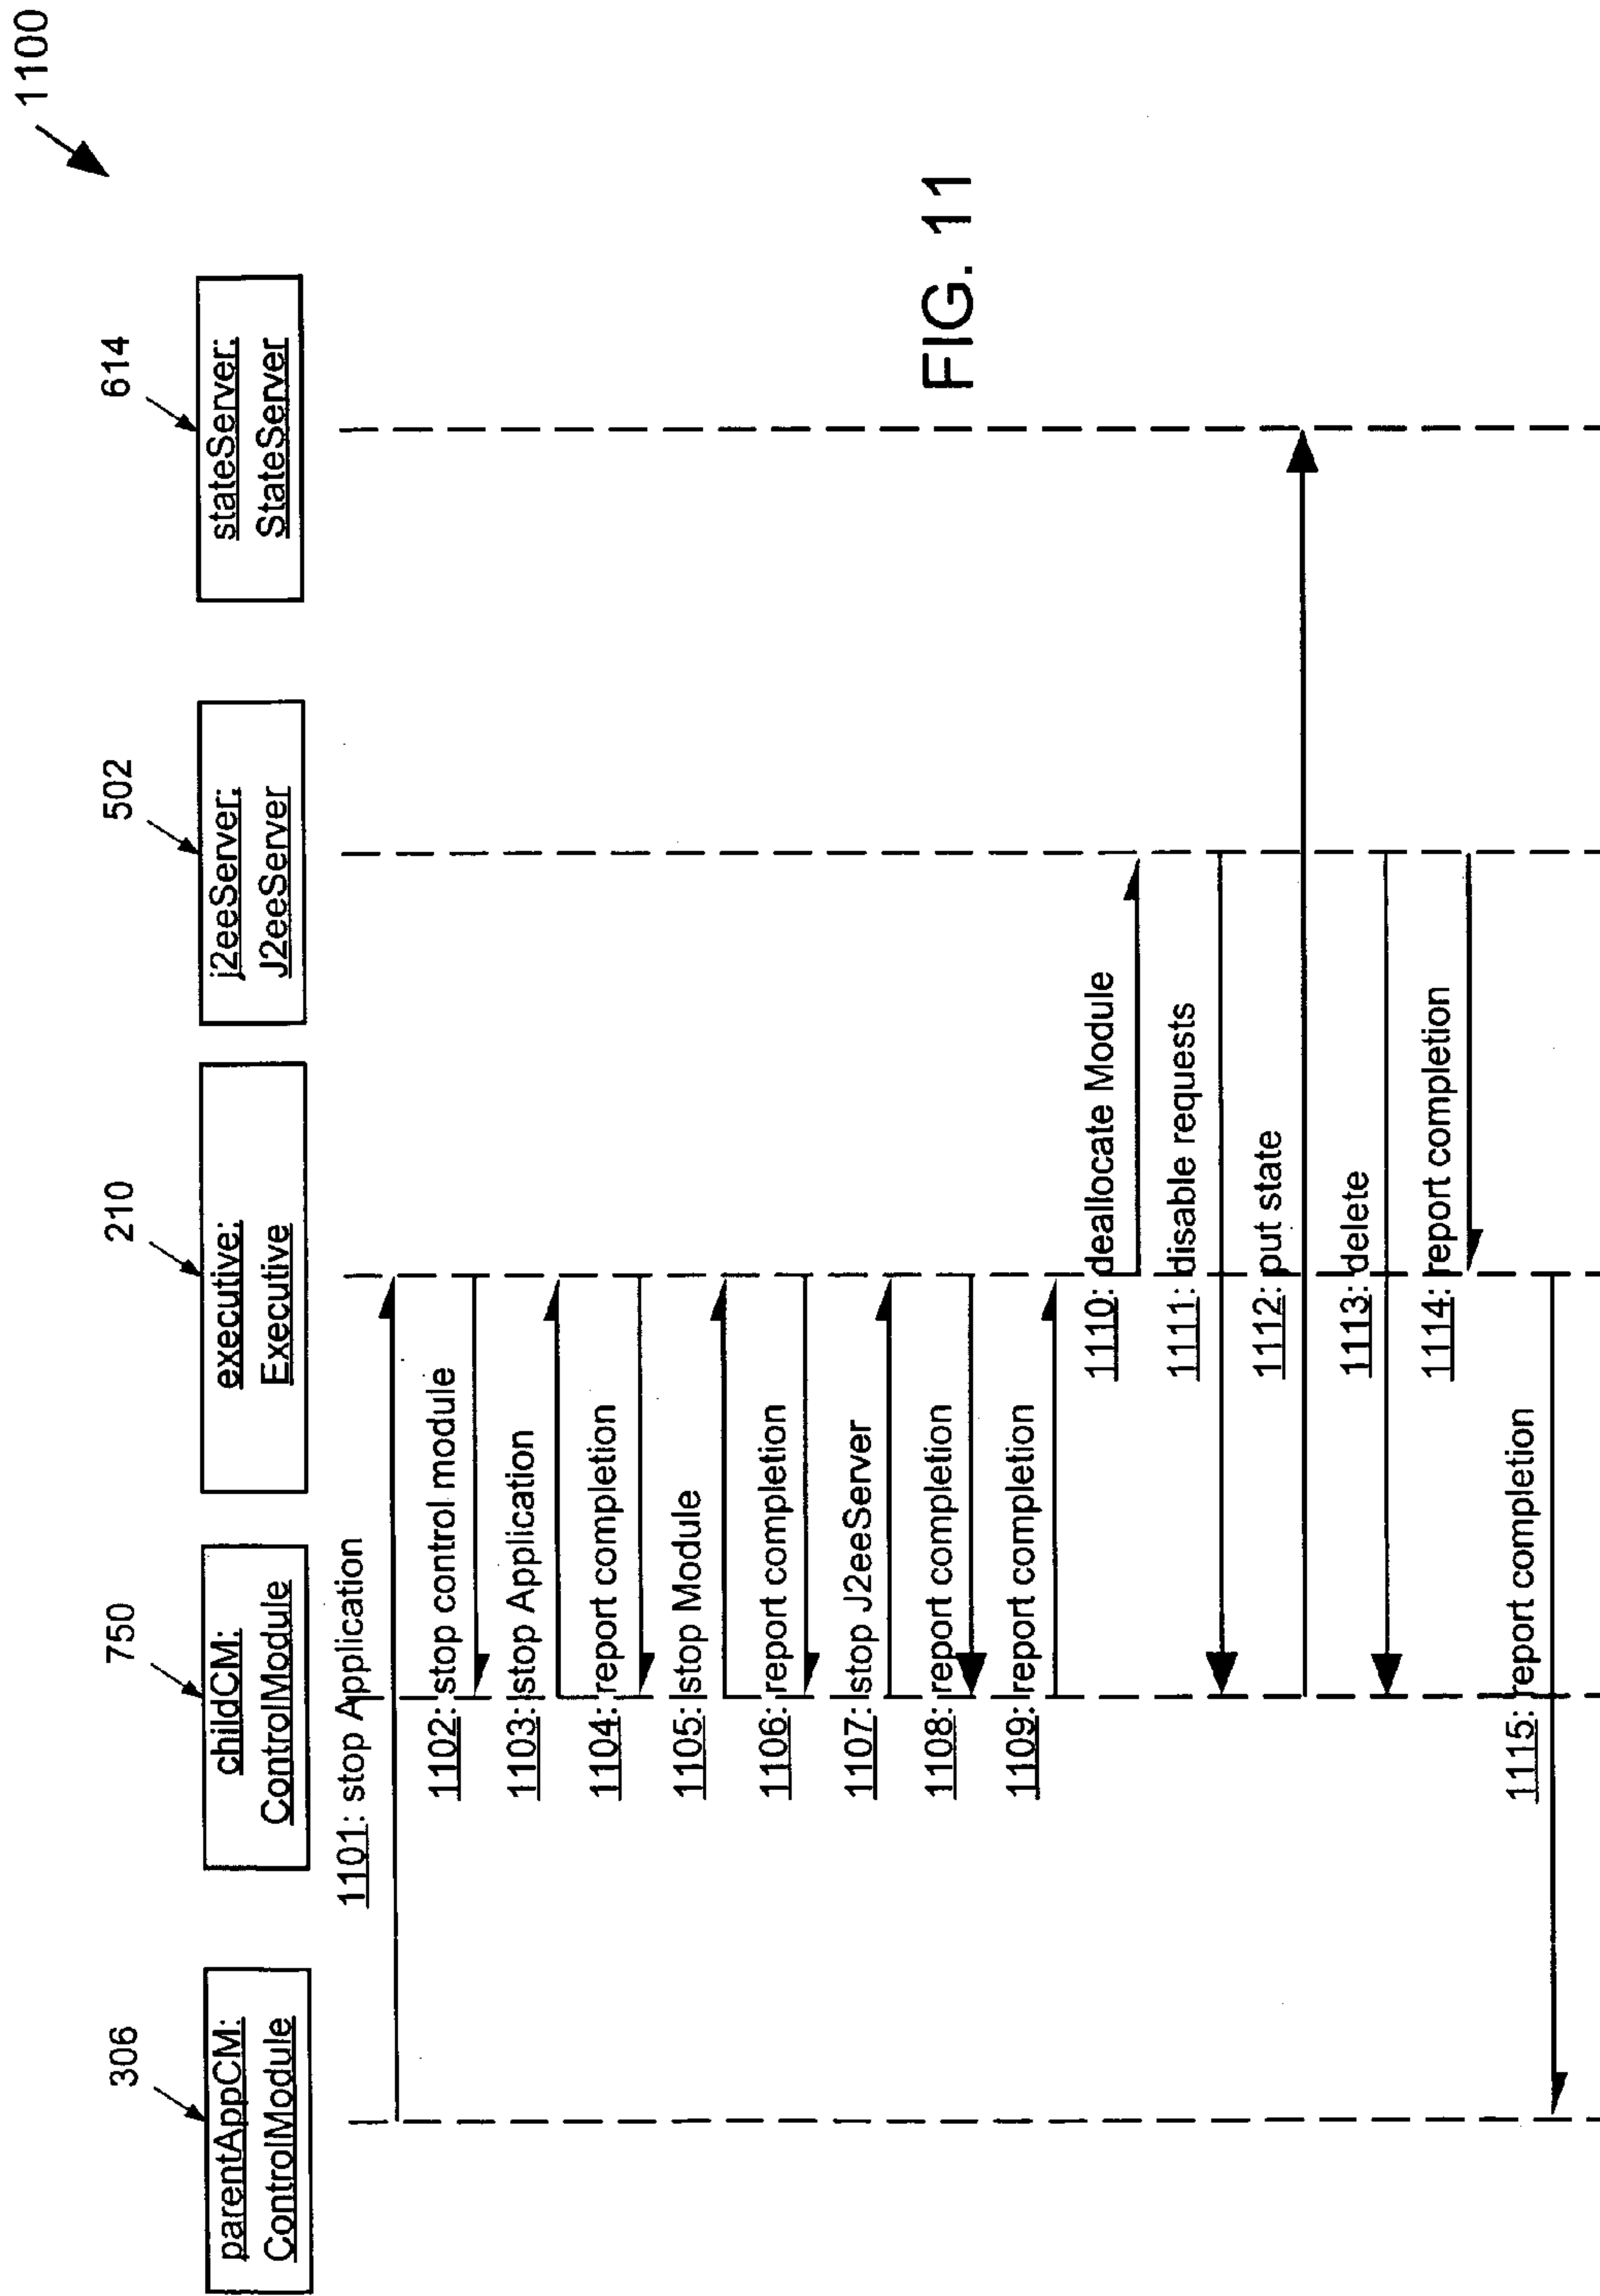 1100
306
750
210
502
614
parentAppCM:
ControlModule
childCM:
ControlModule
executive:
Executive
j2eeServer:
J2eeServer
stateServer:
StateServer
1101: stop Application
1102: stop control module
1103: stop Application
1104: report completion
1105: stop Module
1106: report completion
1107: stop J2eeServer
1108: report completion
1109: report completion
1110: deallocate Module
1111: disable requests
1112: put state
1113: delete
1114: report completion
1115: report completion
FIG. 11